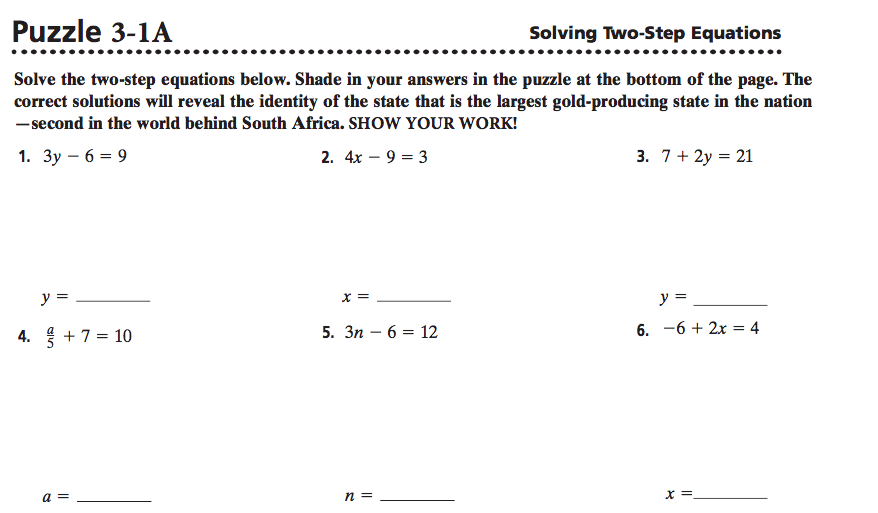 Puzzle 3-1A Solving Two-Step Equations
Solve the two-step equations below. Shade in your answers in the puzzle at the bottom of the page. The
correct solutions will reveal the identity of the state that is the largest gold-producing state in the nation
—second in the world behind South Africa. SHOW YOUR WORK!
1. 3y − 6 = 9 2. 4x − 9 = 3 3. 7 + 2y = 21
y = ________ x = ________ y = ________
4. a/5 + 7 = 10 5. 3n − 6 = 12 6. −6 + 2x = 4
a = ________ n = ________ x = ________